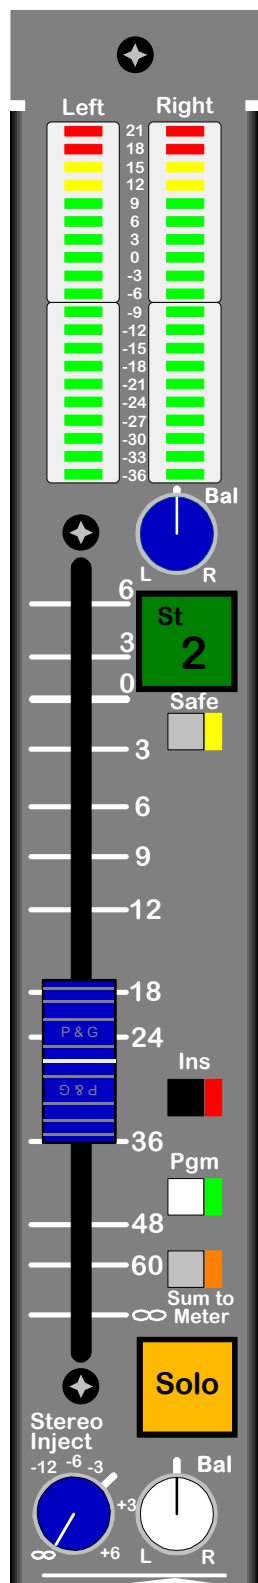 Left Right
21
18
15
12
9
6
3
0
-3
-6
-9
-12
-15
-18
-21
-24
-27
-30
-33
-36
Bal
L R
6
St
2
3
0
Safe
3
6
9
12
18
P & G
24
P & G
Ins
36
Pgm
48
60
Sum to
Meter
∞
Solo
Stereo
Inject
-12 -6 -3
+3
+6
∞
Bal
L R